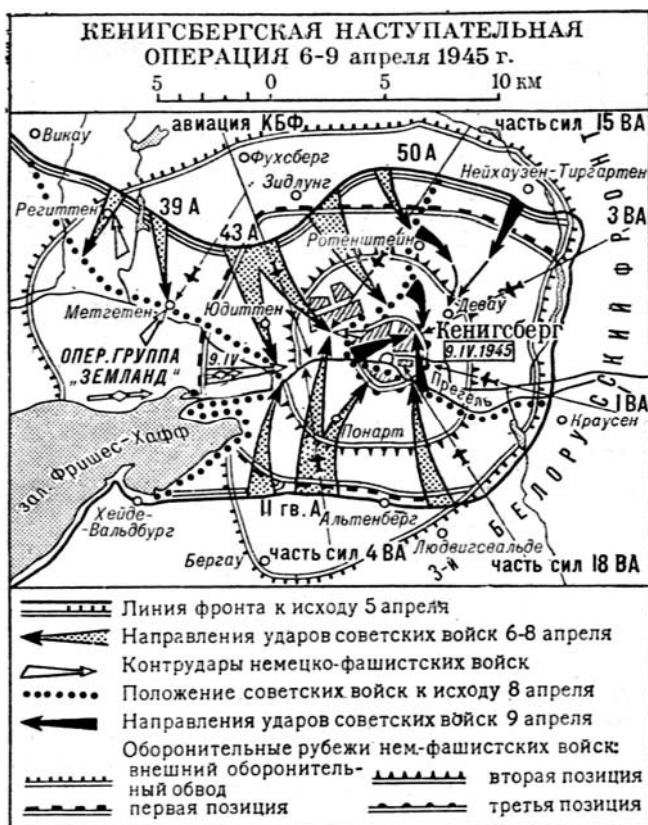 КЕНИГСБЕРГСКАЯ НАСТУПАТЕЛЬНАЯ
ОПЕРАЦИЯ 6-9 апреля 1945 г.
5 0 5 10 км
авиация КБФ
часть сил 15 ВА
Викау
Фухсберг
50 А
Нейхаузен-Тиргартен
Зидлунг
Региттен
39 А
43 А
3 ВА
Ротенштейн
Метгетен
Юдиттен
Девау
Кенигсберг
ОПЕР. ГРУППА
„ЗЕМЛАНД"
9.IV
9.IV.1945
Прегель
1 ВА
Краусен
Понарт
зал. Фришес-Хафф
Хейде-
Вальдбург
11 гв. А
Альтенберг
Людвигсвальде
Бергау
часть сил 4 ВА
часть сил 18 ВА
3-й БЕЛОРУССКИЙ ФРОНТ
Линия фронта к исходу 5 апреля
Направления ударов советских войск 6-8 апреля
Контрудары немецко-фашистских войск
Положение советских войск к исходу 8 апреля
Направления ударов советских войск 9 апреля
Оборонительные рубежи нем.-фашистских войск:
внешний оборонитель-
ный обвод
вторая позиция
первая позиция
третья позиция